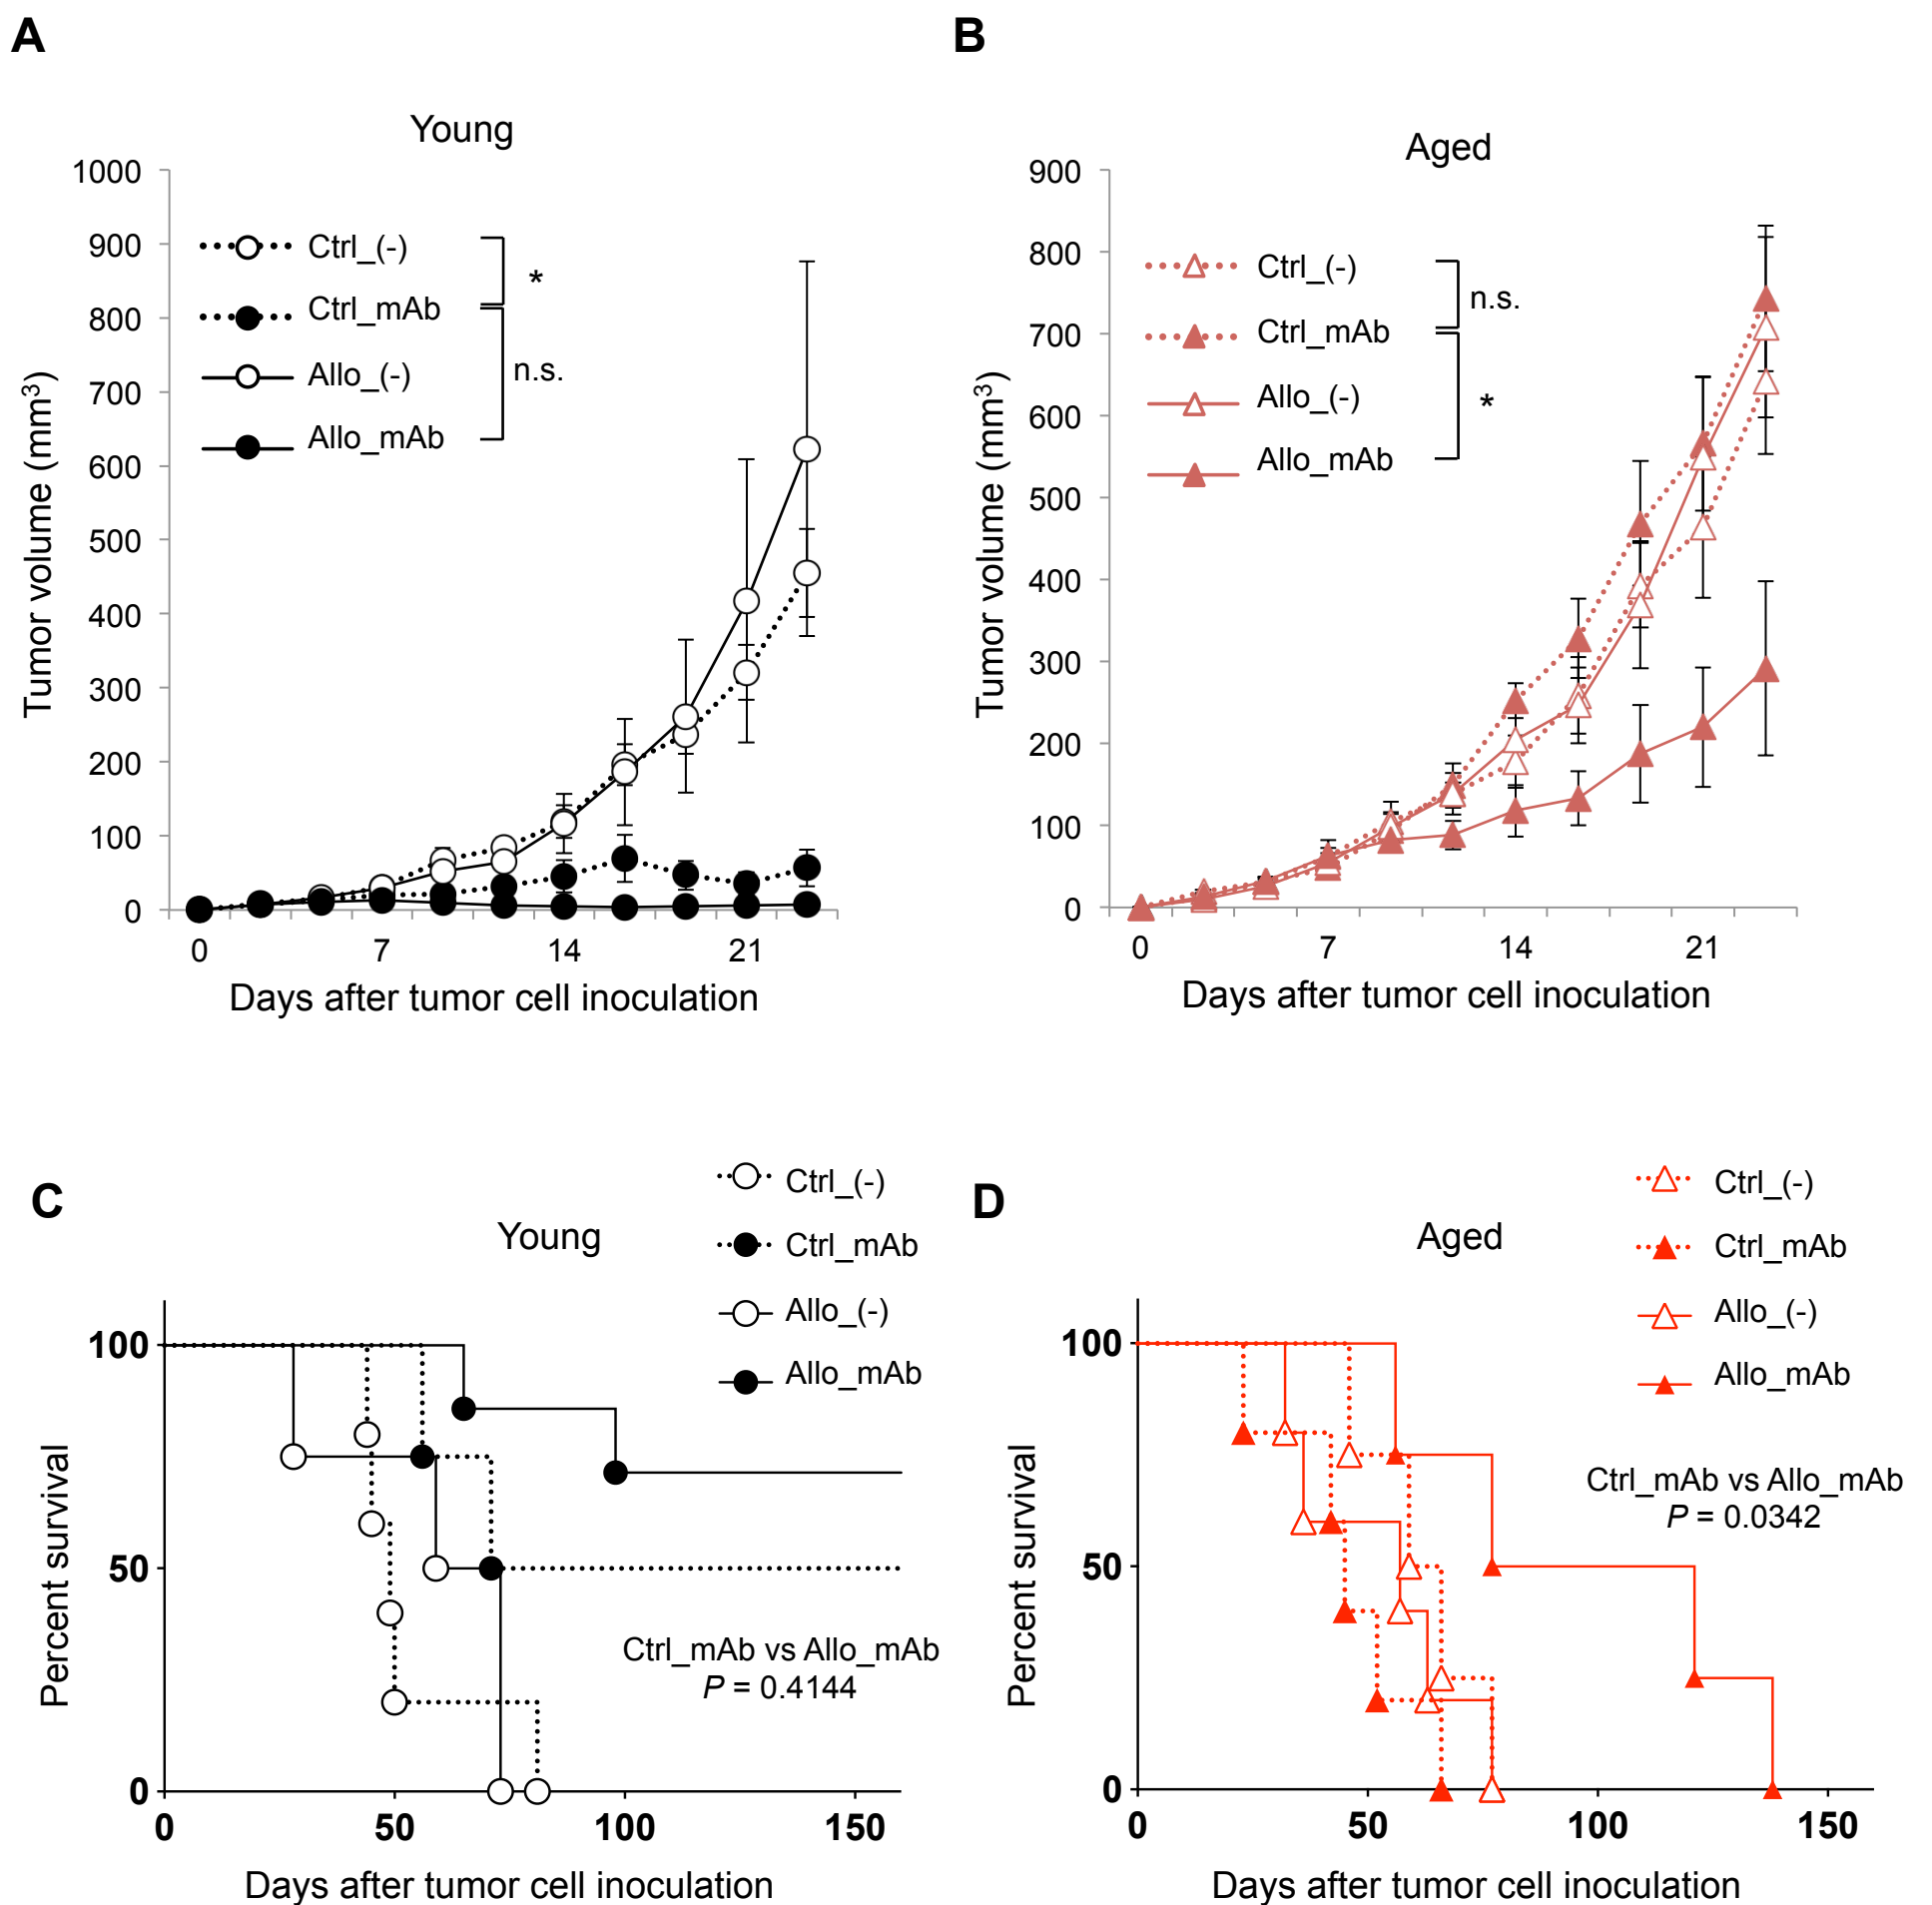 A
Young
1000
900
800
700
600
500
400
300
200
100
0
Ctrl_(-)
Ctrl_mAb
Allo_(-)
Allo_mAb
*
n.s.
Tumor volume (mm³)
0 7 14 21
Days after tumor cell inoculation
B
Aged
900
800
700
600
500
400
300
200
100
0
Ctrl_(-)
Ctrl_mAb
Allo_(-)
Allo_mAb
n.s.
*
Tumor volume (mm³)
0 7 14 21
Days after tumor cell inoculation
C
Young
Ctrl_(-)
Ctrl_mAb
Allo_(-)
Allo_mAb
100
50
0
Percent survival
Ctrl_mAb vs Allo_mAb
P = 0.4144
0 50 100 150
Days after tumor cell inoculation
D
Aged
Ctrl_(-)
Ctrl_mAb
Allo_(-)
Allo_mAb
100
50
0
Percent survival
Ctrl_mAb vs Allo_mAb
P = 0.0342
0 50 100 150
Days after tumor cell inoculation